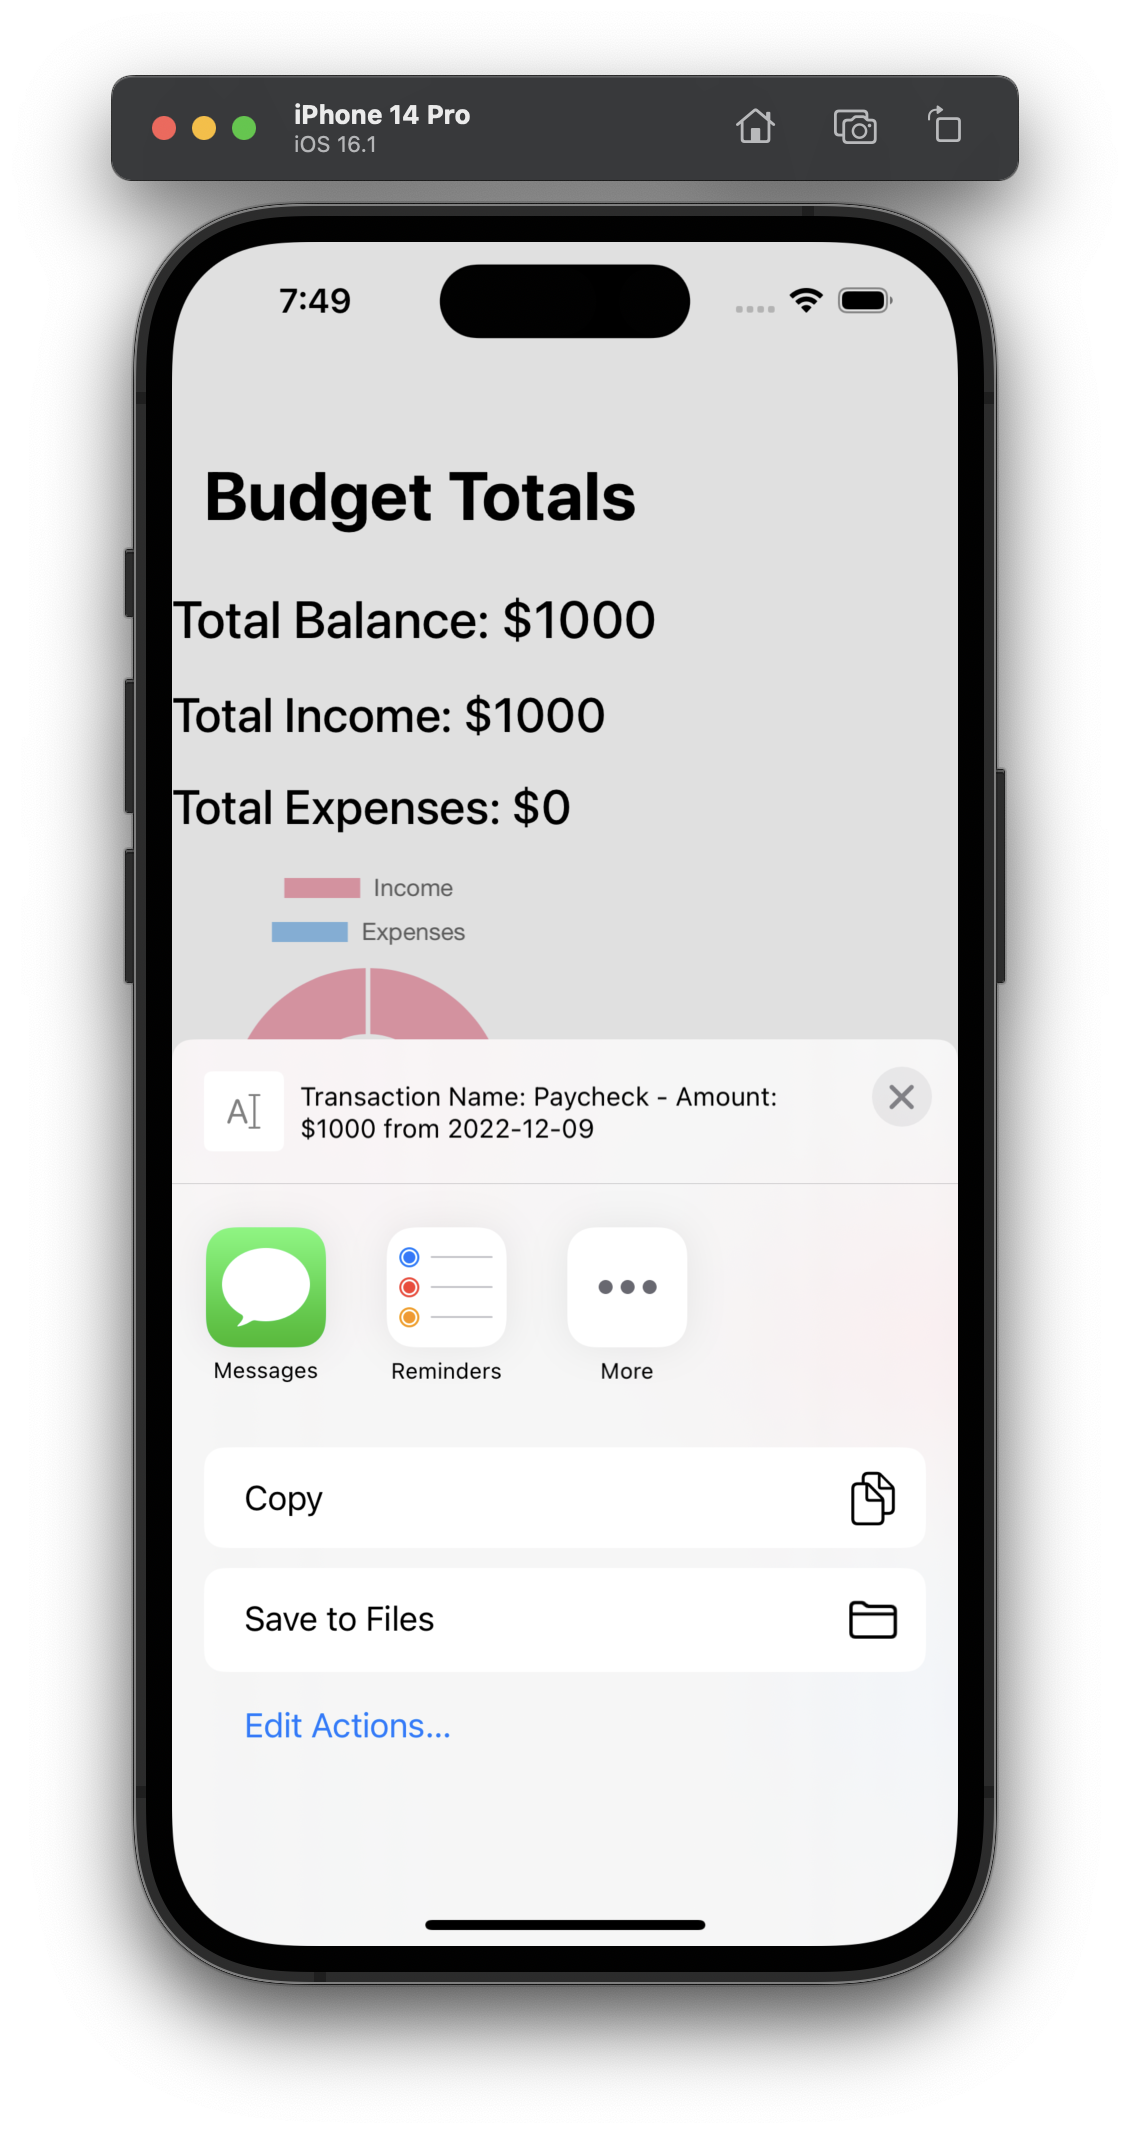 iPhone 14 Pro
iOS 16.1
7:49
Budget Totals
Total Balance: $1000
Total Income: $1000
Total Expenses: $0
Income
Expenses
A
Transaction Name: Paycheck - Amount:
$1000 from 2022-12-09
Messages
Reminders
More
Copy
Save to Files
Edit Actions...